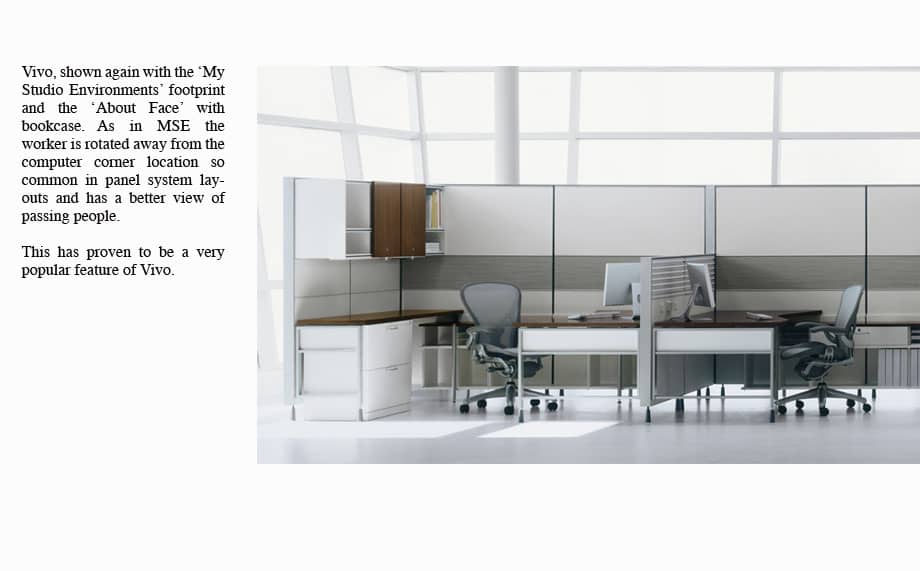 Vivo, shown again with the ‘My
Studio Environments’ footprint
and the ‘About Face’ with
bookcase. As in MSE the
worker is rotated away from the
computer corner location so
common in panel system lay-
outs and has a better view of
passing people.
This has proven to be a very
popular feature of Vivo.